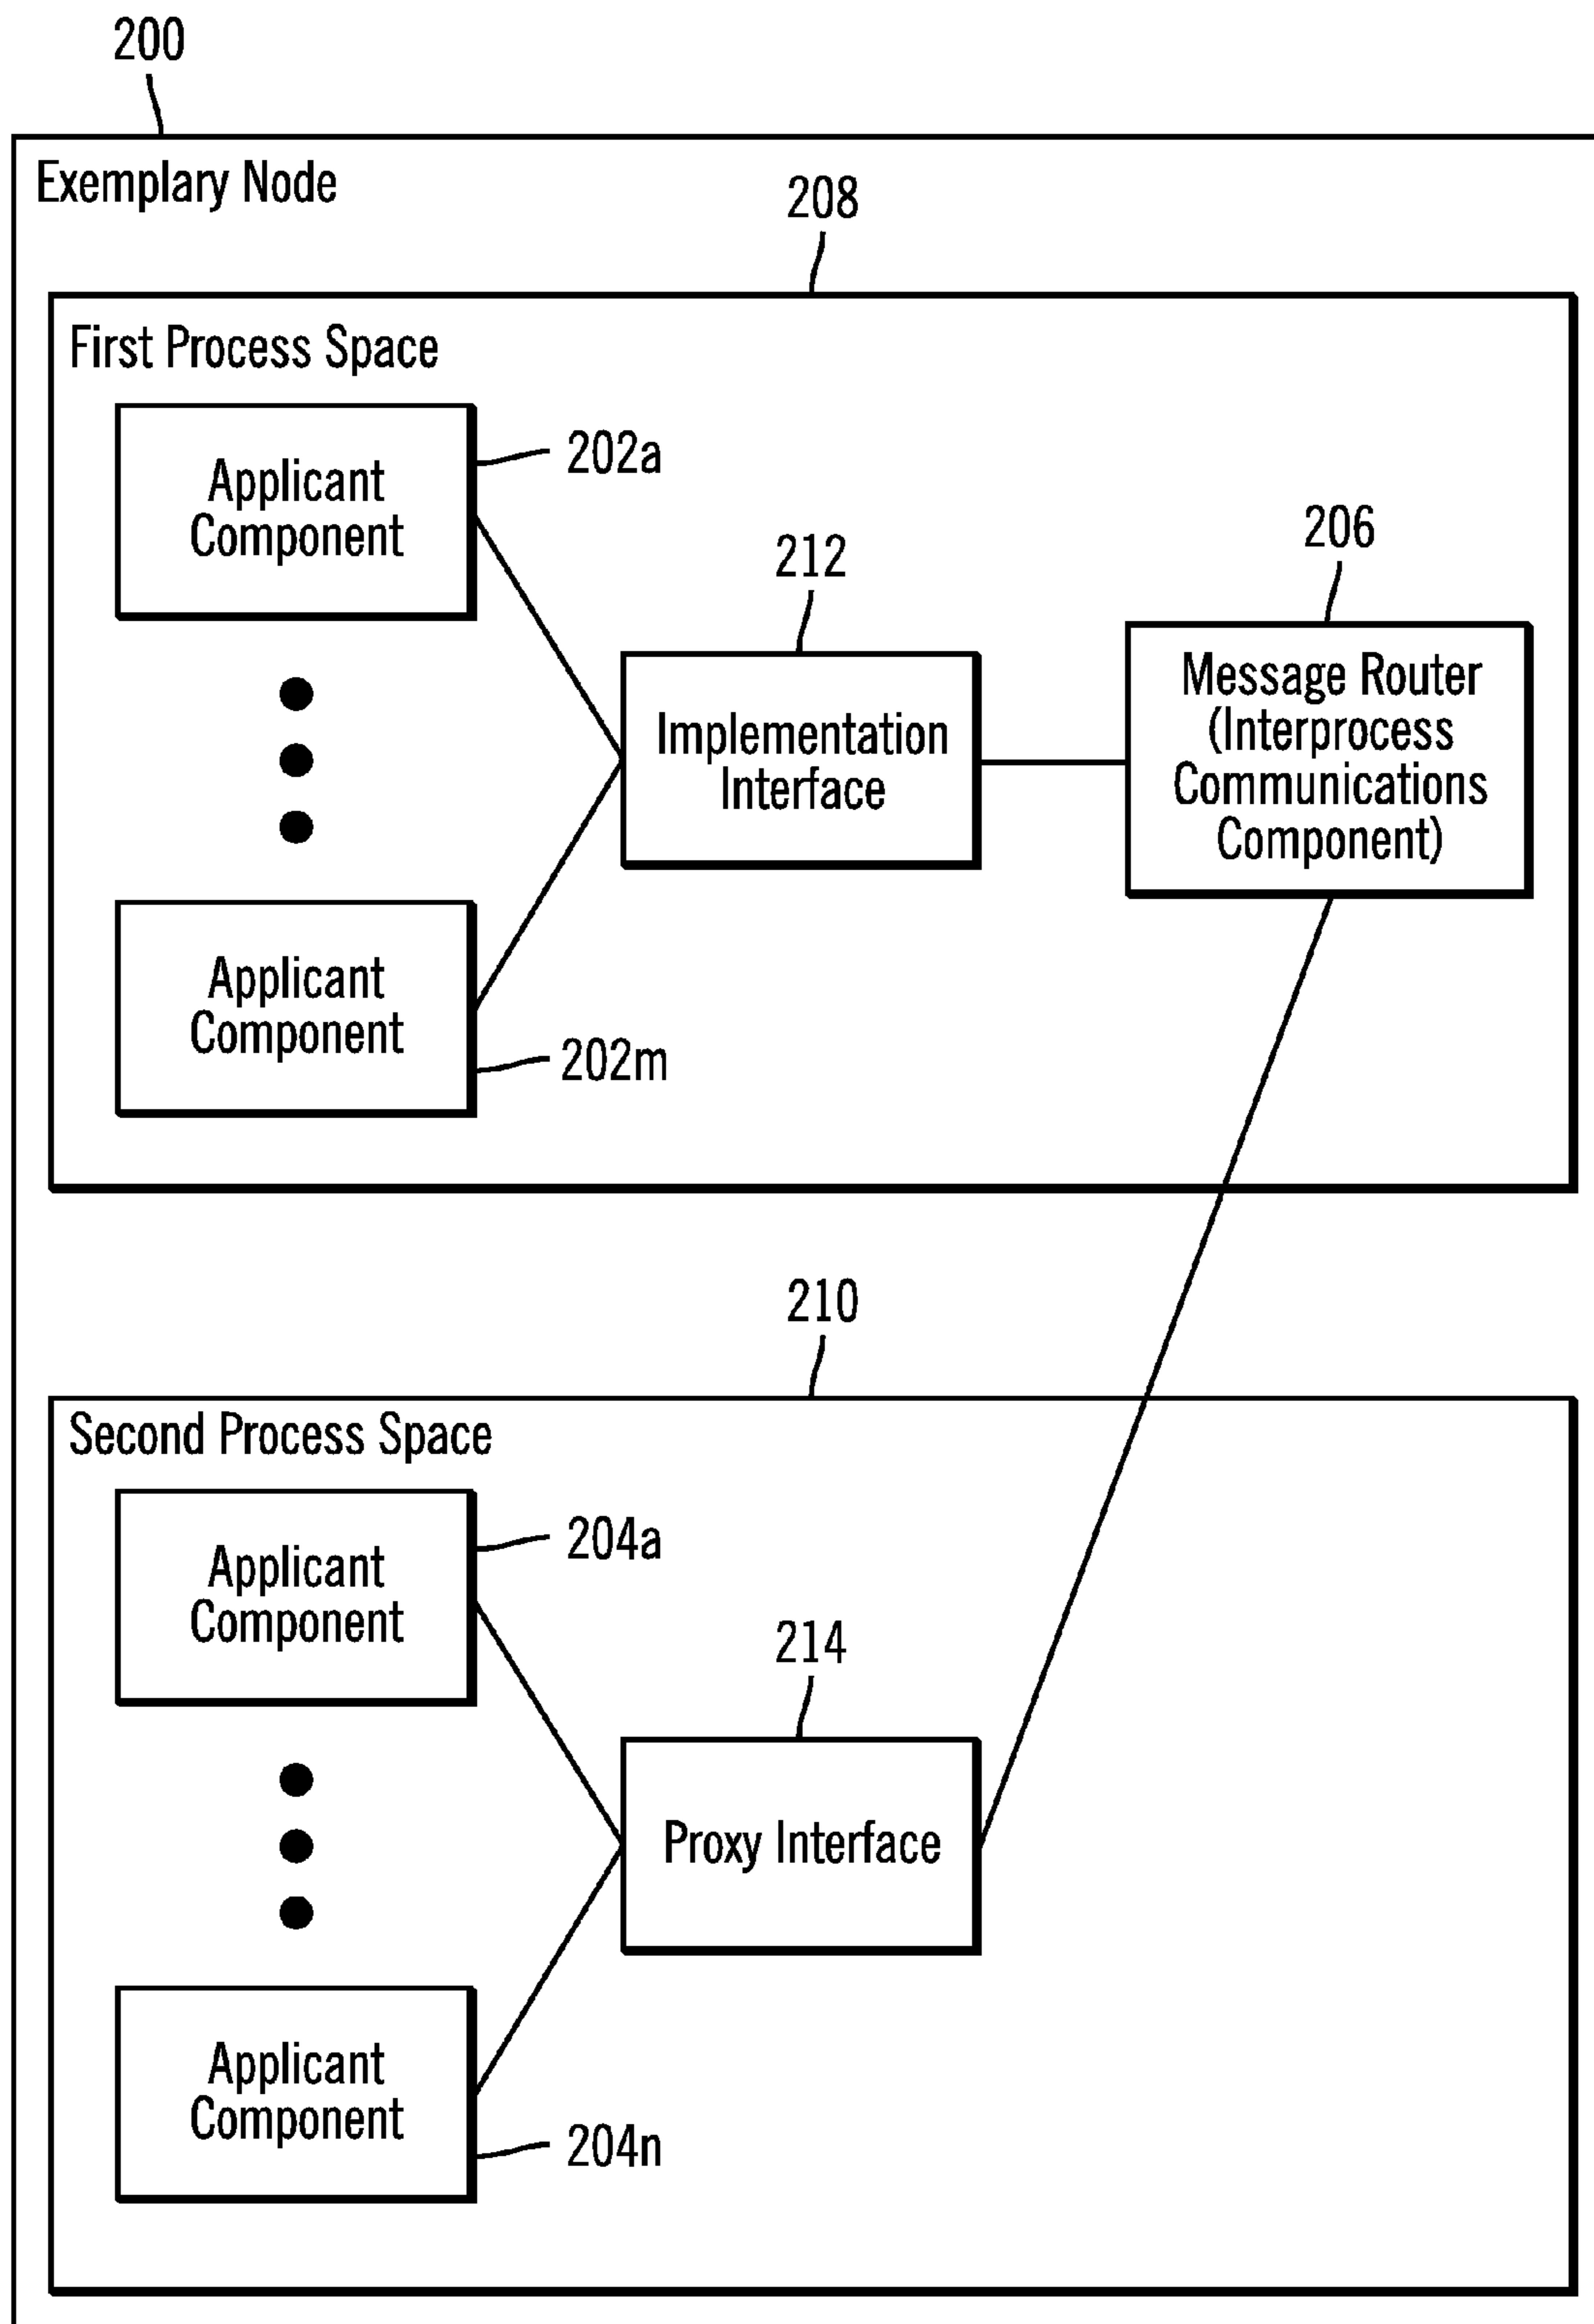 200
Exemplary Node
208
First Process Space
Applicant
Component
202a
212
206
Implementation
Interface
Message Router
(Interprocess
Communications
Component)
Applicant
Component
202m
210
Second Process Space
Applicant
Component
204a
214
Proxy Interface
Applicant
Component
204n